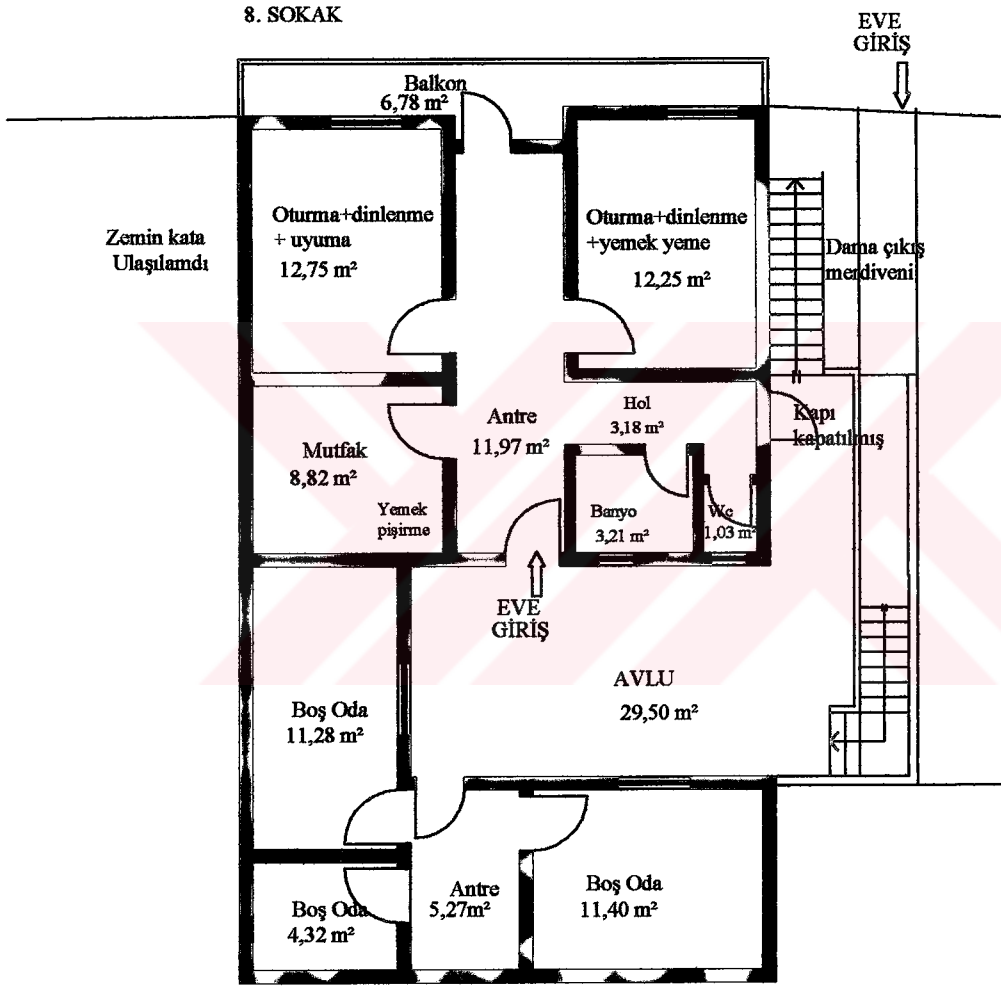 8. SOKAK
EVE
GİRİŞ
Balkon
6,78 m²
Oturma+dinlenme
+ uyuma
12,75 m²
Oturma+dinlenme
+yemek yeme
12,25 m²
Zemin kata
Ulaşılamdı
Dama çıkış
merdiveni
Hol
3,18 m²
Antre
11,97 m²
Kapı
kapatılmış
Mutfak
8,82 m²
Yemek
pişirme
Banyo
3,21 m²
Wc
1,03 m²
EVE
GİRİŞ
AVLU
29,50 m²
Boş Oda
11,28 m²
Boş Oda
4,32 m²
Antre
5,27m²
Boş Oda
11,40 m²